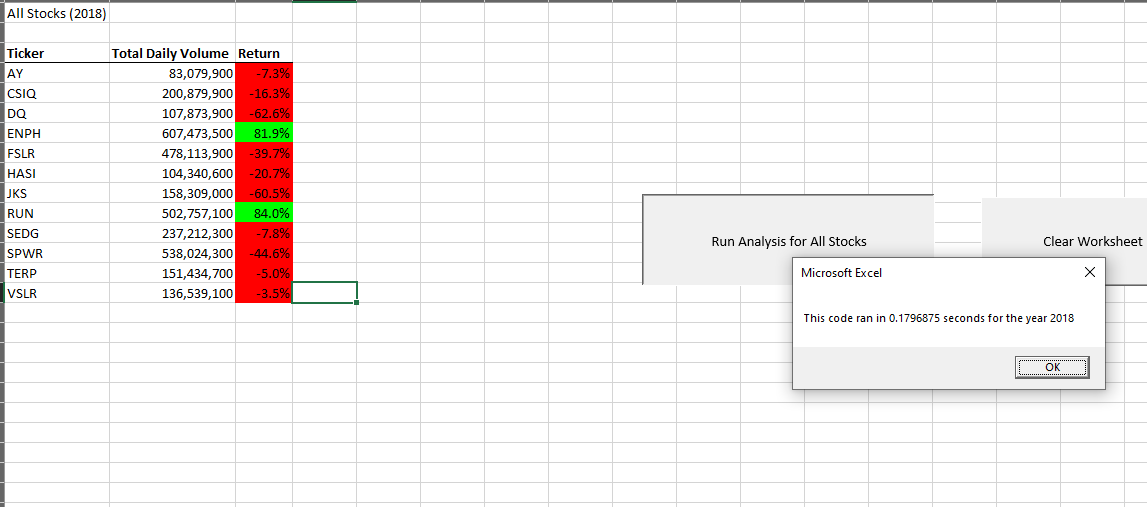 All Stocks (2018)
Ticker Total Daily Volume Return
AY 83,079,900 -7.3%
CSIQ 200,879,900 -16.3%
DQ 107,873,900 -62.6%
ENPH 607,473,500 81.9%
FSLR 478,113,900 -39.7%
HASI 104,340,600 -20.7%
JKS 158,309,000 -60.5%
RUN 502,757,100 84.0%
SEDG 237,212,300 -7.8%
SPWR 538,024,300 -44.6%
TERP 151,434,700 -5.0%
VSLR 136,539,100 -3.5%
Run Analysis for All Stocks
Clear Worksheet
Microsoft Excel
This code ran in 0.1796875 seconds for the year 2018
OK